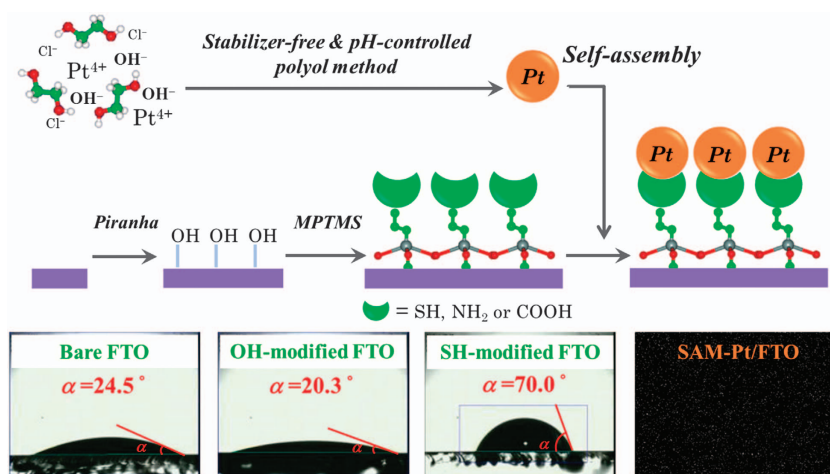 Cl⁻
Pt⁴⁺
OH⁻
OH⁻
OH⁻
Cl⁻
Pt⁴⁺
Stabilizer-free & pH-controlled
polyol method
Pt
Self-assembly
Pt Pt Pt
Piranha
OH OH OH
MPTMS
= SH, NH₂ or COOH
Bare FTO
α=24.5°
α
OH-modified FTO
α=20.3°
α
SH-modified FTO
α=70.0°
α
SAM-Pt/FTO